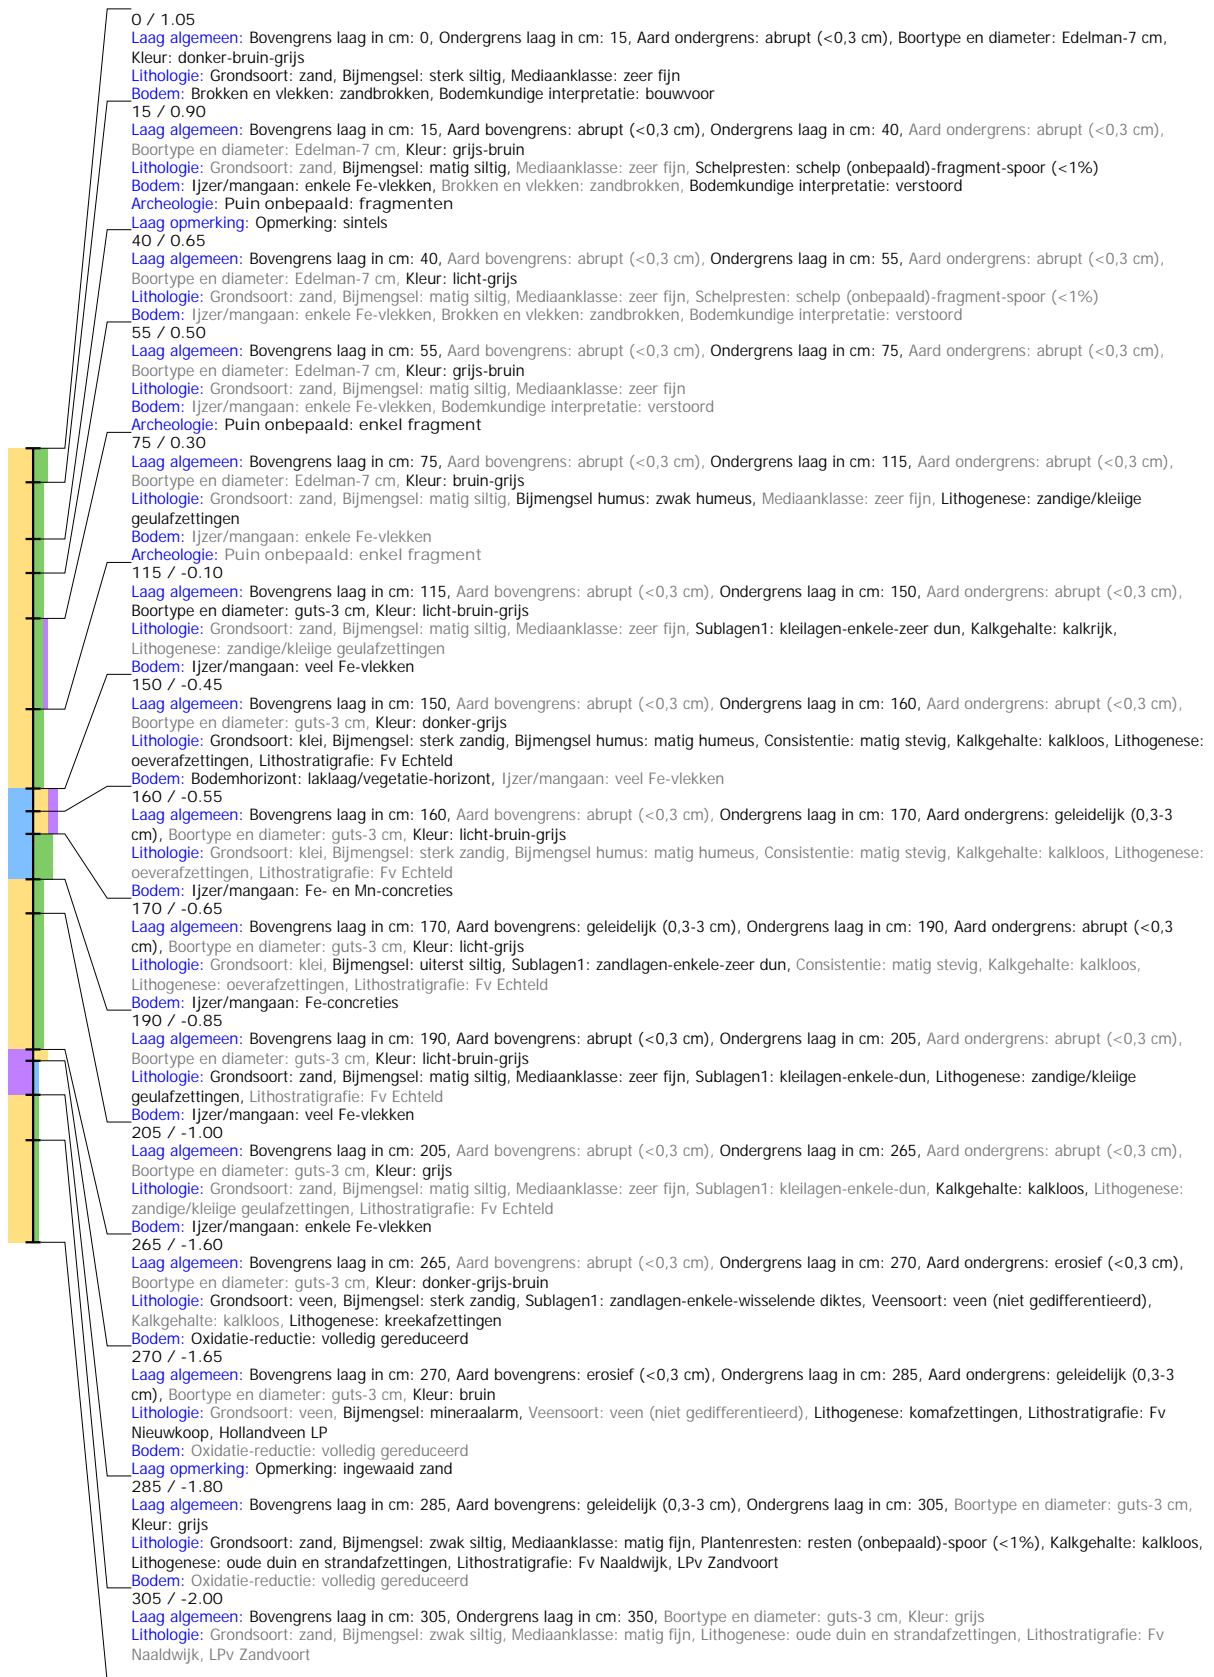 0 / 1.05
Laag algemeen: Bovengrens laag in cm: 0, Ondergrens laag in cm: 15, Aard ondergrens: abrupt (<0,3 cm), Boortype en diameter: Edelman-7 cm,
Kleur: donker-bruin-grijs
Lithologie: Grondsoort: zand, Bijmengsel: sterk siltig, Mediaanklasse: zeer fijn
Bodem: Brokken en vlekken: zandbrokken, Bodemkundige interpretatie: bouwvoor
15 / 0.90
Laag algemeen: Bovengrens laag in cm: 15, Aard bovengrens: abrupt (<0,3 cm), Ondergrens laag in cm: 40, Aard ondergrens: abrupt (<0,3 cm),
Boortype en diameter: Edelman-7 cm, Kleur: grijs-bruin
Lithologie: Grondsoort: zand, Bijmengsel: matig siltig, Mediaanklasse: zeer fijn, Schelpresten: schelp (onbepaald)-fragment-spoor (<1%)
Bodem: Ijzer/mangaan: enkele Fe-vlekken, Brokken en vlekken: zandbrokken, Bodemkundige interpretatie: verstoord
Archeologie: Puin onbepaald: fragmenten
Laag opmerking: Opmerking: sintels
40 / 0.65
Laag algemeen: Bovengrens laag in cm: 40, Aard bovengrens: abrupt (<0,3 cm), Ondergrens laag in cm: 55, Aard ondergrens: abrupt (<0,3 cm),
Boortype en diameter: Edelman-7 cm, Kleur: licht-grijs
Lithologie: Grondsoort: zand, Bijmengsel: matig siltig, Mediaanklasse: zeer fijn, Schelpresten: schelp (onbepaald)-fragment-spoor (<1%)
Bodem: Ijzer/mangaan: enkele Fe-vlekken, Brokken en vlekken: zandbrokken, Bodemkundige interpretatie: verstoord
55 / 0.50
Laag algemeen: Bovengrens laag in cm: 55, Aard bovengrens: abrupt (<0,3 cm), Ondergrens laag in cm: 75, Aard ondergrens: abrupt (<0,3 cm),
Boortype en diameter: Edelman-7 cm, Kleur: grijs-bruin
Lithologie: Grondsoort: zand, Bijmengsel: matig siltig, Mediaanklasse: zeer fijn
Bodem: Ijzer/mangaan: enkele Fe-vlekken, Bodemkundige interpretatie: verstoord
Archeologie: Puin onbepaald: enkel fragment
75 / 0.30
Laag algemeen: Bovengrens laag in cm: 75, Aard bovengrens: abrupt (<0,3 cm), Ondergrens laag in cm: 115, Aard ondergrens: abrupt (<0,3 cm),
Boortype en diameter: Edelman-7 cm, Kleur: bruin-grijs
Lithologie: Grondsoort: zand, Bijmengsel: matig siltig, Bijmengsel humus: zwak humeus, Mediaanklasse: zeer fijn, Lithogenese: zandige/kleiige
geulafzettingen
Bodem: Ijzer/mangaan: enkele Fe-vlekken
Archeologie: Puin onbepaald: enkel fragment
115 / -0.10
Laag algemeen: Bovengrens laag in cm: 115, Aard bovengrens: abrupt (<0,3 cm), Ondergrens laag in cm: 150, Aard ondergrens: abrupt (<0,3 cm),
Boortype en diameter: guts-3 cm, Kleur: licht-bruin-grijs
Lithologie: Grondsoort: zand, Bijmengsel: matig siltig, Mediaanklasse: zeer fijn, Sublagen1: kleilagen-enkele-zeer dun, Kalkgehalte: kalkrijk,
Lithogenese: zandige/kleiige geulafzettingen
Bodem: Ijzer/mangaan: veel Fe-vlekken
150 / -0.45
Laag algemeen: Bovengrens laag in cm: 150, Aard bovengrens: abrupt (<0,3 cm), Ondergrens laag in cm: 160, Aard ondergrens: abrupt (<0,3 cm),
Boortype en diameter: guts-3 cm, Kleur: donker-grijs
Lithologie: Grondsoort: klei, Bijmengsel: sterk zandig, Bijmengsel humus: matig humeus, Consistentie: matig stevig, Kalkgehalte: kalkloos, Lithogenese:
oeverafzettingen, Lithostratigrafie: Fv Echteld
Bodem: Bodemhorizont: laklaag/vegetatie-horizont, Ijzer/mangaan: veel Fe-vlekken
160 / -0.55
Laag algemeen: Bovengrens laag in cm: 160, Aard bovengrens: abrupt (<0,3 cm), Ondergrens laag in cm: 170, Aard ondergrens: geleidelijk (0,3-3
cm), Boortype en diameter: guts-3 cm, Kleur: licht-bruin-grijs
Lithologie: Grondsoort: klei, Bijmengsel: sterk zandig, Bijmengsel humus: matig humeus, Consistentie: matig stevig, Kalkgehalte: kalkloos, Lithogenese:
oeverafzettingen, Lithostratigrafie: Fv Echteld
Bodem: Ijzer/mangaan: Fe- en Mn-concreties
170 / -0.65
Laag algemeen: Bovengrens laag in cm: 170, Aard bovengrens: geleidelijk (0,3-3 cm), Ondergrens laag in cm: 190, Aard ondergrens: abrupt (<0,3
cm), Boortype en diameter: guts-3 cm, Kleur: licht-grijs
Lithologie: Grondsoort: klei, Bijmengsel: uiterst siltig, Sublagen1: zandlagen-enkele-zeer dun, Consistentie: matig stevig, Kalkgehalte: kalkloos,
Lithogenese: oeverafzettingen, Lithostratigrafie: Fv Echteld
Bodem: Ijzer/mangaan: Fe-concreties
190 / -0.85
Laag algemeen: Bovengrens laag in cm: 190, Aard bovengrens: abrupt (<0,3 cm), Ondergrens laag in cm: 205, Aard ondergrens: abrupt (<0,3 cm),
Boortype en diameter: guts-3 cm, Kleur: licht-bruin-grijs
Lithologie: Grondsoort: zand, Bijmengsel: matig siltig, Mediaanklasse: zeer fijn, Sublagen1: kleilagen-enkele-dun, Lithogenese: zandige/kleiige
geulafzettingen, Lithostratigrafie: Fv Echteld
Bodem: Ijzer/mangaan: veel Fe-vlekken
205 / -1.00
Laag algemeen: Bovengrens laag in cm: 205, Aard bovengrens: abrupt (<0,3 cm), Ondergrens laag in cm: 265, Aard ondergrens: abrupt (<0,3 cm),
Boortype en diameter: guts-3 cm, Kleur: grijs
Lithologie: Grondsoort: zand, Bijmengsel: matig siltig, Mediaanklasse: zeer fijn, Sublagen1: kleilagen-enkele-dun, Kalkgehalte: kalkloos, Lithogenese:
zandige/kleiige geulafzettingen, Lithostratigrafie: Fv Echteld
Bodem: Ijzer/mangaan: enkele Fe-vlekken
265 / -1.60
Laag algemeen: Bovengrens laag in cm: 265, Aard bovengrens: abrupt (<0,3 cm), Ondergrens laag in cm: 270, Aard ondergrens: erosief (<0,3 cm),
Boortype en diameter: guts-3 cm, Kleur: donker-grijs-bruin
Lithologie: Grondsoort: veen, Bijmengsel: sterk zandig, Sublagen1: zandlagen-enkele-wisselende diktes, Veensoort: veen (niet gedifferentieerd),
Kalkgehalte: kalkloos, Lithogenese: kreekafzettingen
Bodem: Oxidatie-reductie: volledig gereduceerd
270 / -1.65
Laag algemeen: Bovengrens laag in cm: 270, Aard bovengrens: erosief (<0,3 cm), Ondergrens laag in cm: 285, Aard ondergrens: geleidelijk (0,3-3
cm), Boortype en diameter: guts-3 cm, Kleur: bruin
Lithologie: Grondsoort: veen, Bijmengsel: mineraalarm, Veensoort: veen (niet gedifferentieerd), Lithogenese: komafzettingen, Lithostratigrafie: Fv
Nieuwkoop, Hollandveen LP
Bodem: Oxidatie-reductie: volledig gereduceerd
Laag opmerking: Opmerking: ingewaaid zand
285 / -1.80
Laag algemeen: Bovengrens laag in cm: 285, Aard bovengrens: geleidelijk (0,3-3 cm), Ondergrens laag in cm: 305, Boortype en diameter: guts-3 cm,
Kleur: grijs
Lithologie: Grondsoort: zand, Bijmengsel: zwak siltig, Mediaanklasse: matig fijn, Plantenresten: resten (onbepaald)-spoor (<1%), Kalkgehalte: kalkloos,
Lithogenese: oude duin en strandafzettingen, Lithostratigrafie: Fv Naaldwijk, LPv Zandvoort
Bodem: Oxidatie-reductie: volledig gereduceerd
305 / -2.00
Laag algemeen: Bovengrens laag in cm: 305, Ondergrens laag in cm: 350, Boortype en diameter: guts-3 cm, Kleur: grijs
Lithologie: Grondsoort: zand, Bijmengsel: zwak siltig, Mediaanklasse: matig fijn, Lithogenese: oude duin en strandafzettingen, Lithostratigrafie: Fv
Naaldwijk, LPv Zandvoort